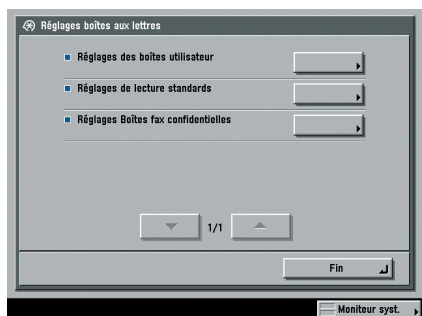 Réglages boîtes aux lettres
Réglages des boîtes utilisateur
Réglages de lecture standards
Réglages Boîtes fax confidentielles
1/1
Fin
Moniteur syst.